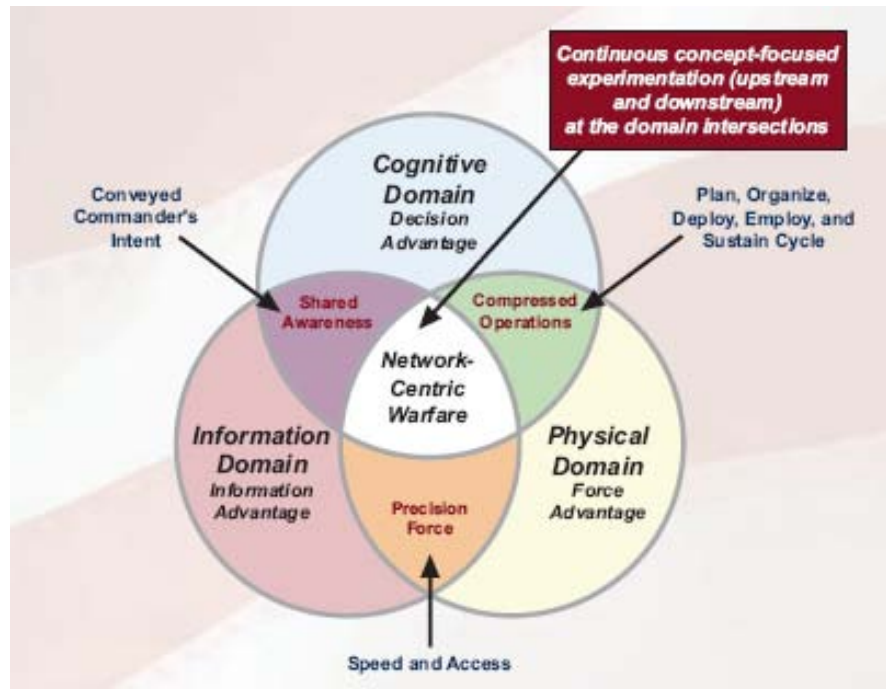 Continuous concept-focused
experimentation (upstream
and downstream)
at the domain intersections
Cognitive
Domain
Decision
Advantage
Conveyed
Commander's
Intent
Plan, Organize,
Deploy, Employ, and
Sustain Cycle
Shared
Awareness
Compressed
Operations
Network-
Centric
Warfare
Information
Domain
Information
Advantage
Physical
Domain
Force
Advantage
Precision
Force
Speed and Access